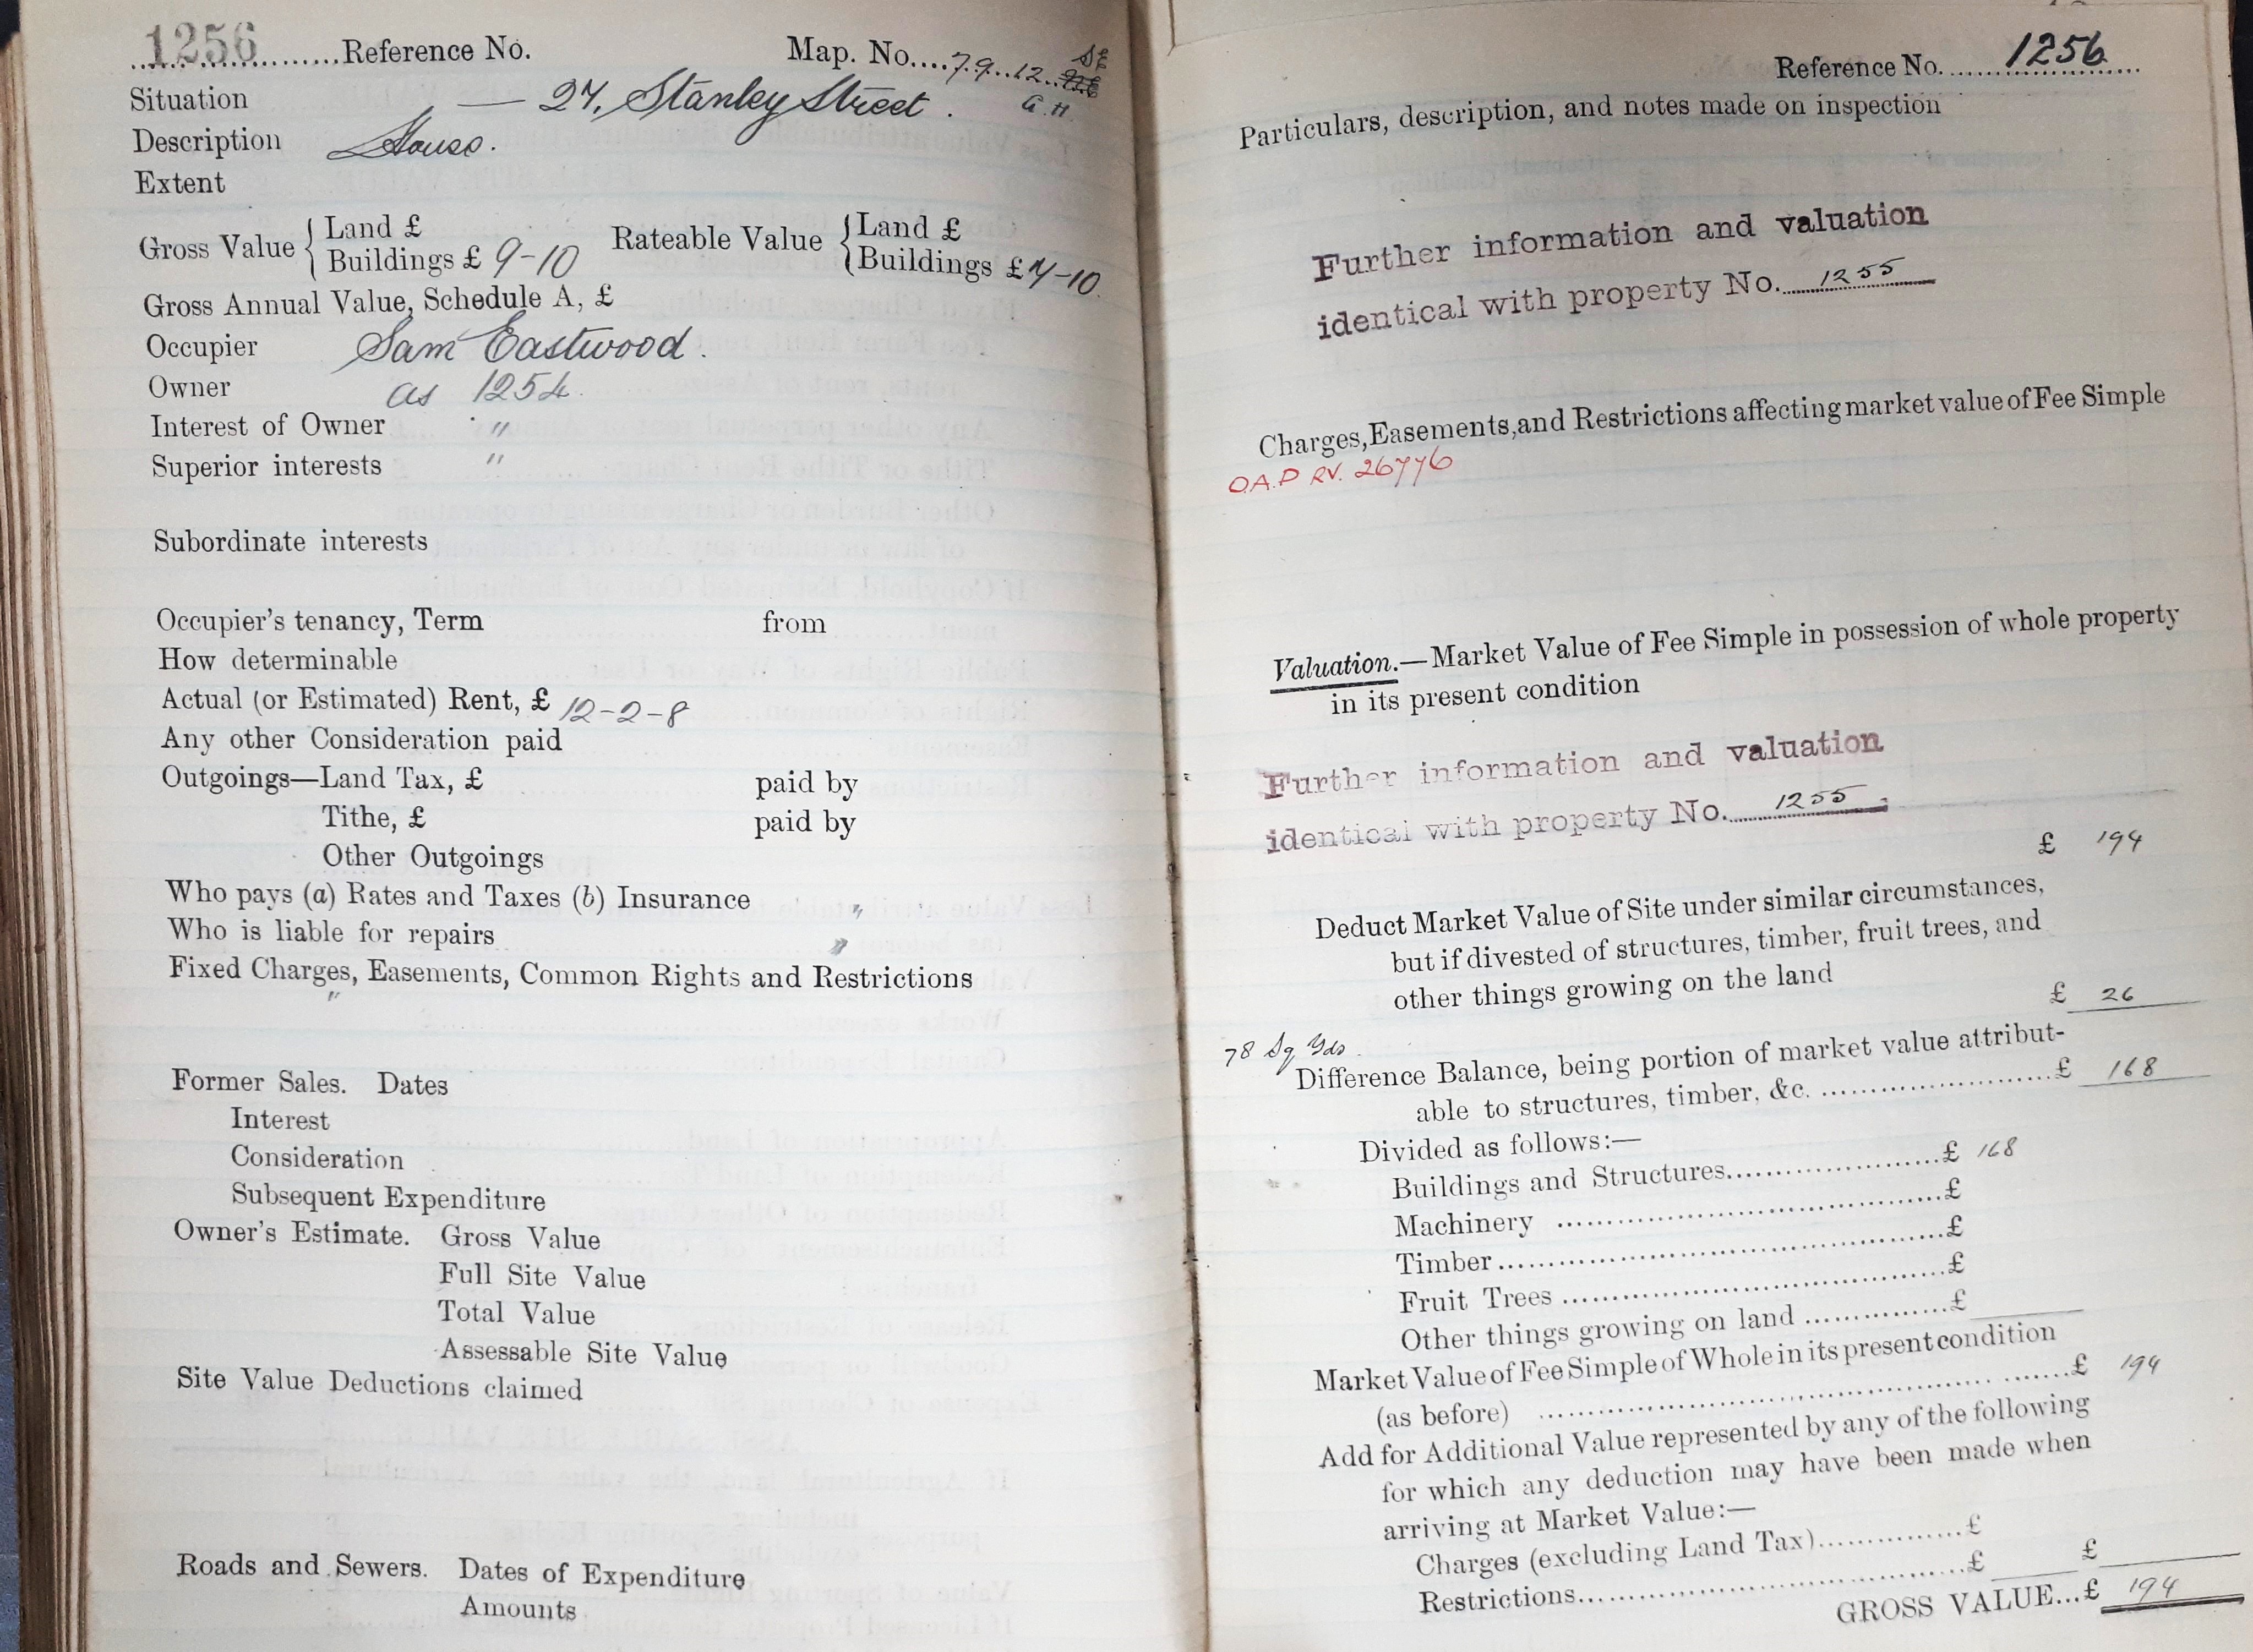 1256 Reference No. Map. No. 79.12. SE
G.H.
Situation — 27, Stanley Street.
Description House.
Extent
Gross Value { Land £
Buildings £ 9-10
Rateable Value { Land £
Buildings £ 7-10
Gross Annual Value, Schedule A, £
Occupier Sam Eastwood.
Owner as 1254.
Interest of Owner "
Superior interests "
Subordinate interests
Occupier's tenancy, Term from
How determinable
Actual (or Estimated) Rent, £ 12-2-8
Any other Consideration paid
Outgoings—Land Tax, £ paid by
Tithe, £ paid by
Other Outgoings
Who pays (a) Rates and Taxes (b) Insurance "
Who is liable for repairs "
Fixed Charges, Easements, Common Rights and Restrictions
"
Former Sales. Dates
Interest
Consideration
Subsequent Expenditure
Owner's Estimate. Gross Value
Full Site Value
Total Value
Assessable Site Value
Site Value Deductions claimed
Roads and Sewers. Dates of Expenditure
Amounts
Reference No. 1256
Particulars, description, and notes made on inspection
Further information and valuation
identical with property No. 1255
Charges, Easements, and Restrictions affecting market value of Fee Simple
O.A.P RV. 26776
Valuation.—Market Value of Fee Simple in possession of whole property
in its present condition
Further information and valuation
identical with property No. 1255
£ 194
Deduct Market Value of Site under similar circumstances,
but if divested of structures, timber, fruit trees, and
other things growing on the land
£ 26
78 Sq Yds.
Difference Balance, being portion of market value attribut-
able to structures, timber, &c. £ 168
Divided as follows:—
Buildings and Structures £ 168
Machinery £
Timber £
Fruit Trees £
Other things growing on land £
Market Value of Fee Simple of Whole in its present condition
(as before) £ 194
Add for Additional Value represented by any of the following
for which any deduction may have been made when
arriving at Market Value:—
Charges (excluding Land Tax) £
Restrictions £ £
GROSS VALUE...£ 194